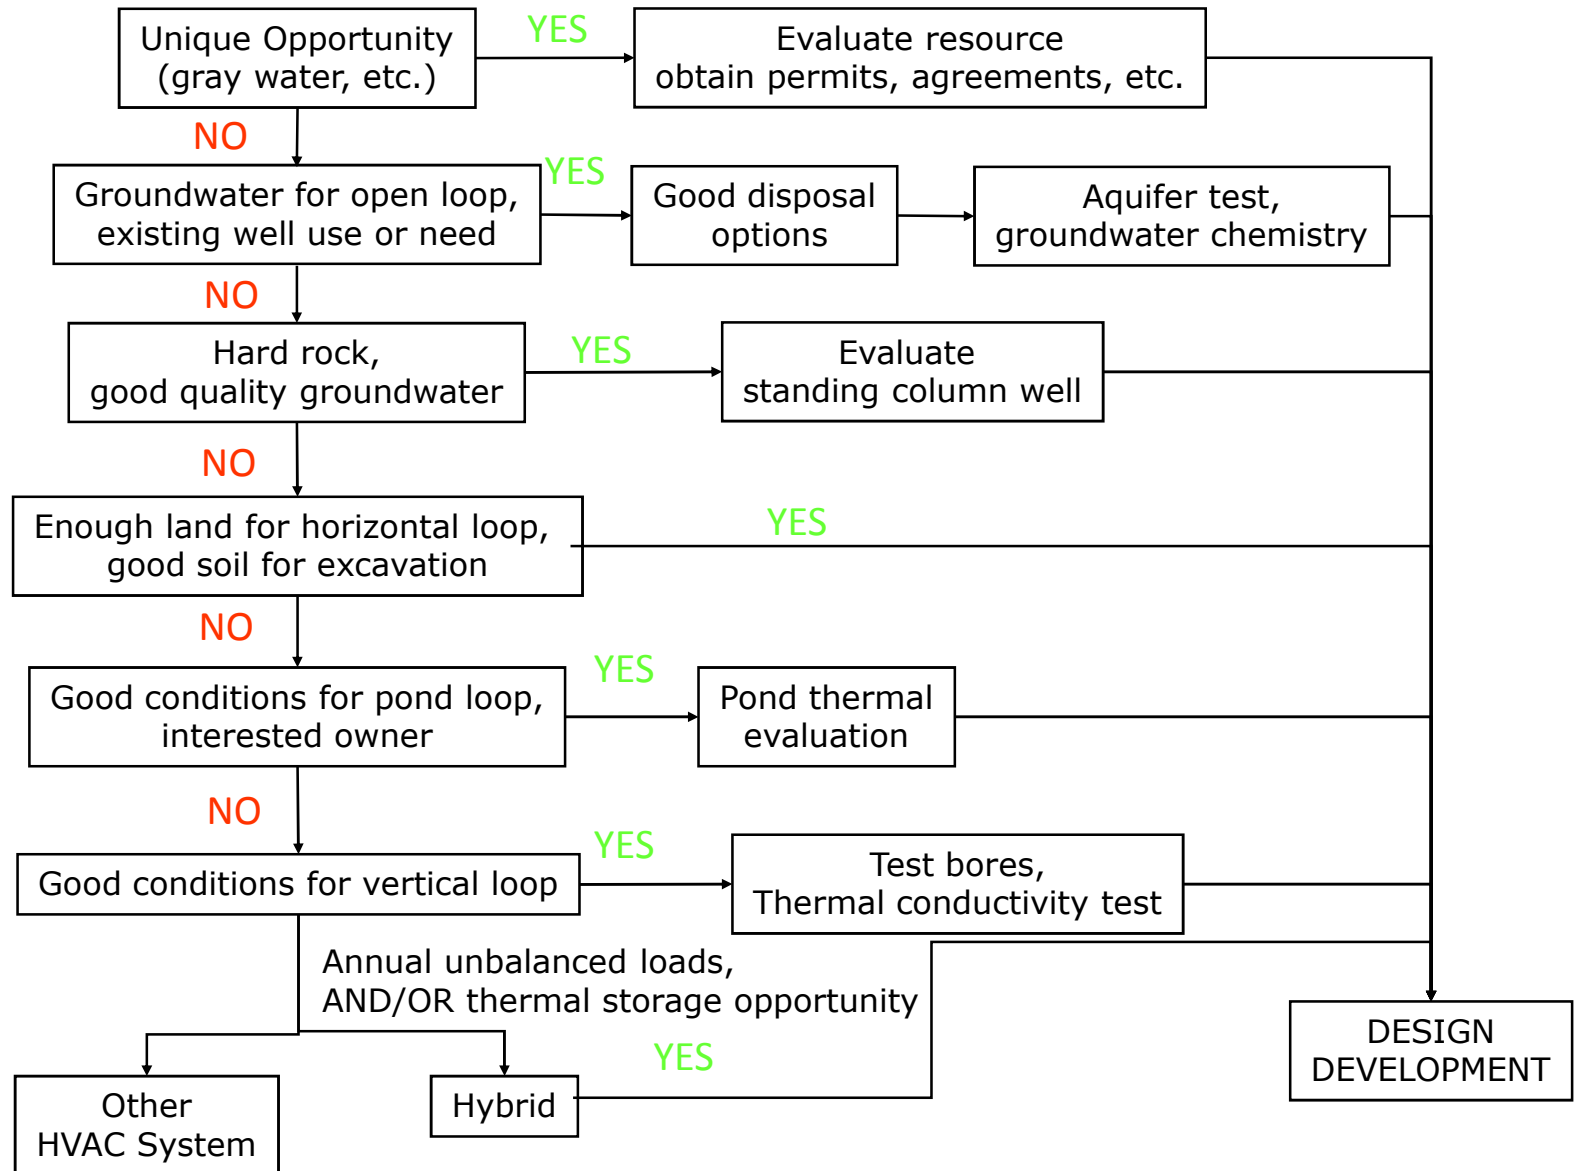 Unique Opportunity
(gray water, etc.)
YES
Evaluate resource
obtain permits, agreements, etc.
NO
Groundwater for open loop,
existing well use or need
YES
Good disposal
options
Aquifer test,
groundwater chemistry
NO
Hard rock,
good quality groundwater
YES
Evaluate
standing column well
NO
Enough land for horizontal loop,
good soil for excavation
YES
NO
Good conditions for pond loop,
interested owner
YES
Pond thermal
evaluation
NO
Good conditions for vertical loop
YES
Test bores,
Thermal conductivity test
Annual unbalanced loads,
AND/OR thermal storage opportunity
Other
HVAC System
Hybrid
YES
DESIGN
DEVELOPMENT